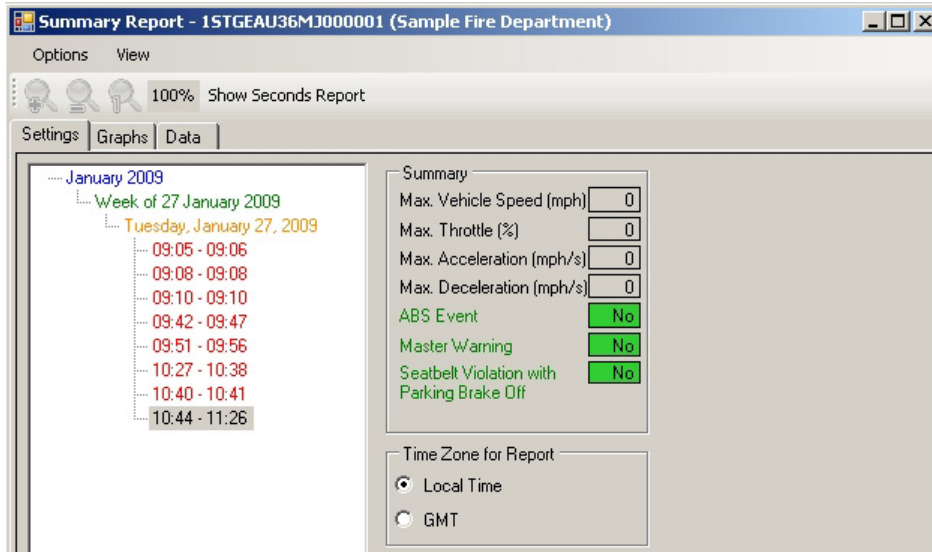 Summary Report - 1STGEAU36MJ000001 (Sample Fire Department)
Options View
100% Show Seconds Report
Settings Graphs Data
January 2009
Week of 27 January 2009
Tuesday, January 27, 2009
09:05 - 09:06
09:08 - 09:08
09:10 - 09:10
09:42 - 09:47
09:51 - 09:56
10:27 - 10:38
10:40 - 10:41
10:44 - 11:26
Summary
Max. Vehicle Speed (mph) 0
Max. Throttle (%) 0
Max. Acceleration (mph/s) 0
Max. Deceleration (mph/s) 0
ABS Event No
Master Warning No
Seatbelt Violation with No
Parking Brake Off
Time Zone for Report
Local Time
GMT